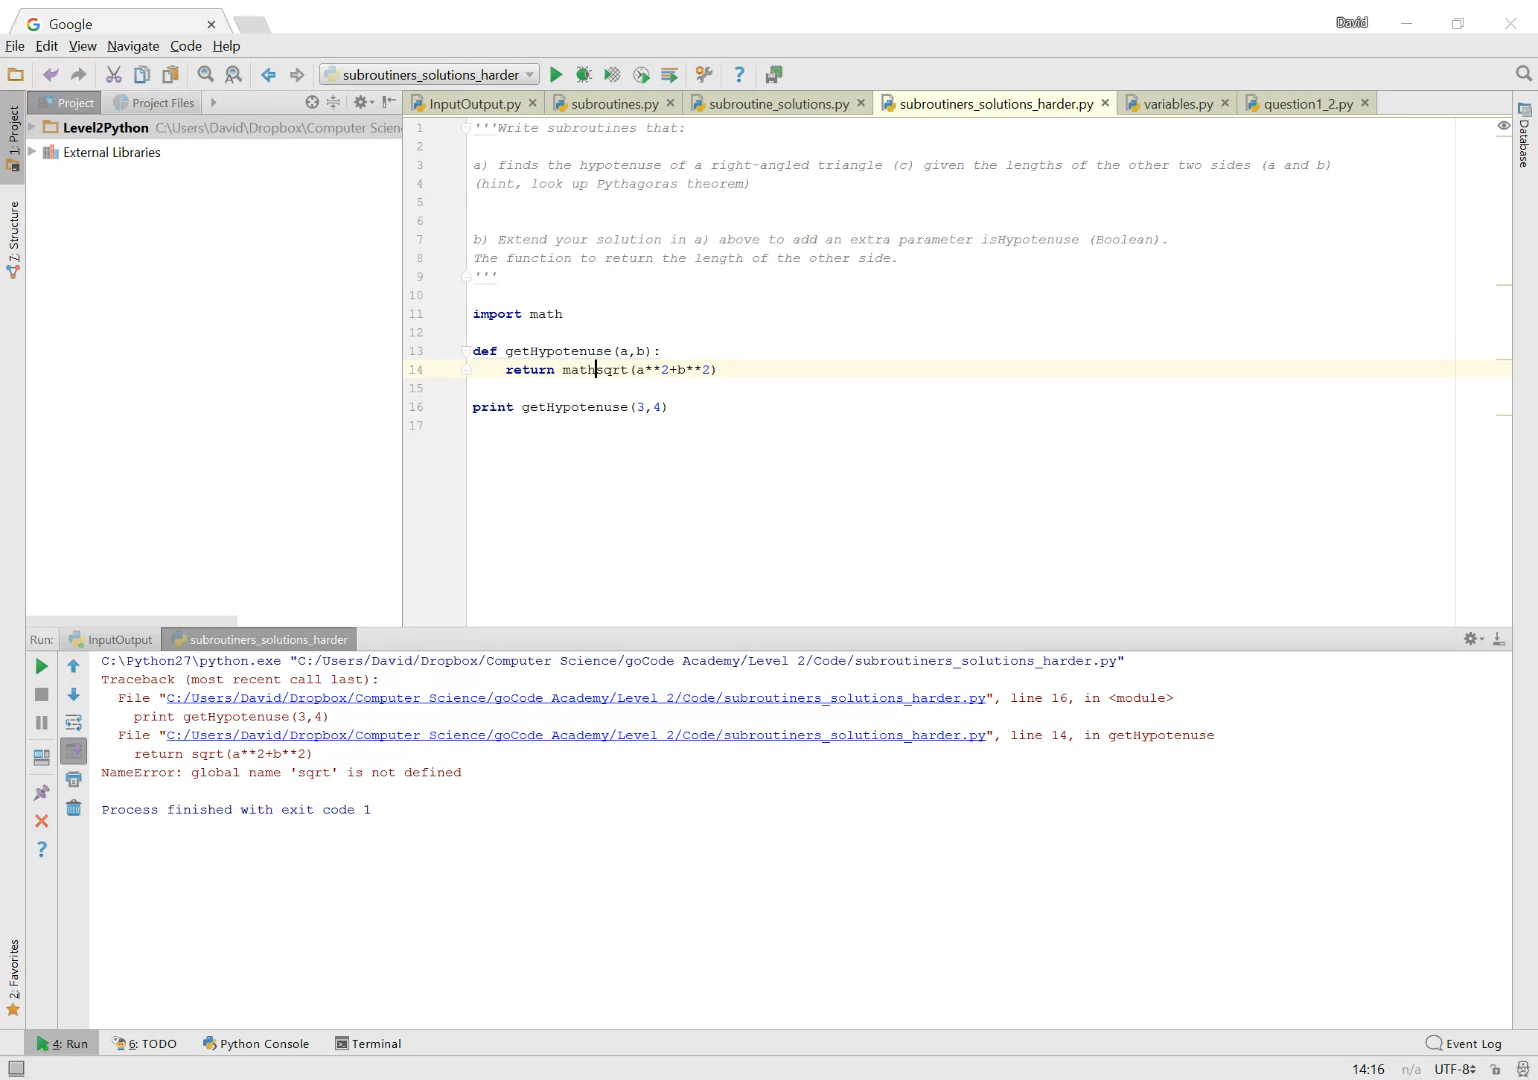 Google
David
File Edit View Navigate Code Help
subroutiners_solutions_harder
Project Project Files
InputOutput.py subroutines.py subroutine_solutions.py subroutiners_solutions_harder.py variables.py question1_2.py
1: Project
Z: Structure
2: Favorites
Database
Level2Python C:\Users\David\Dropbox\Computer Scien
External Libraries
1 '''Write subroutines that:
2
3 a) finds the hypotenuse of a right-angled triangle (c) given the lengths of the other two sides (a and b)
4 (hint, look up Pythagoras theorem)
5
6
7 b) Extend your solution in a) above to add an extra parameter isHypotenuse (Boolean).
8 The function to return the length of the other side.
9 '''
10
11 import math
12
13 def getHypotenuse(a,b):
14 return mathsqrt(a**2+b**2)
15
16 print getHypotenuse(3,4)
17
Run: InputOutput subroutiners_solutions_harder
C:\Python27\python.exe "C:/Users/David/Dropbox/Computer Science/goCode Academy/Level 2/Code/subroutiners_solutions_harder.py"
Traceback (most recent call last):
File "C:/Users/David/Dropbox/Computer Science/goCode Academy/Level 2/Code/subroutiners_solutions_harder.py", line 16, in <module>
print getHypotenuse(3,4)
File "C:/Users/David/Dropbox/Computer Science/goCode Academy/Level 2/Code/subroutiners_solutions_harder.py", line 14, in getHypotenuse
return sqrt(a**2+b**2)
NameError: global name 'sqrt' is not defined
Process finished with exit code 1
4: Run 6: TODO Python Console Terminal Event Log
14:16 n/a UTF-8